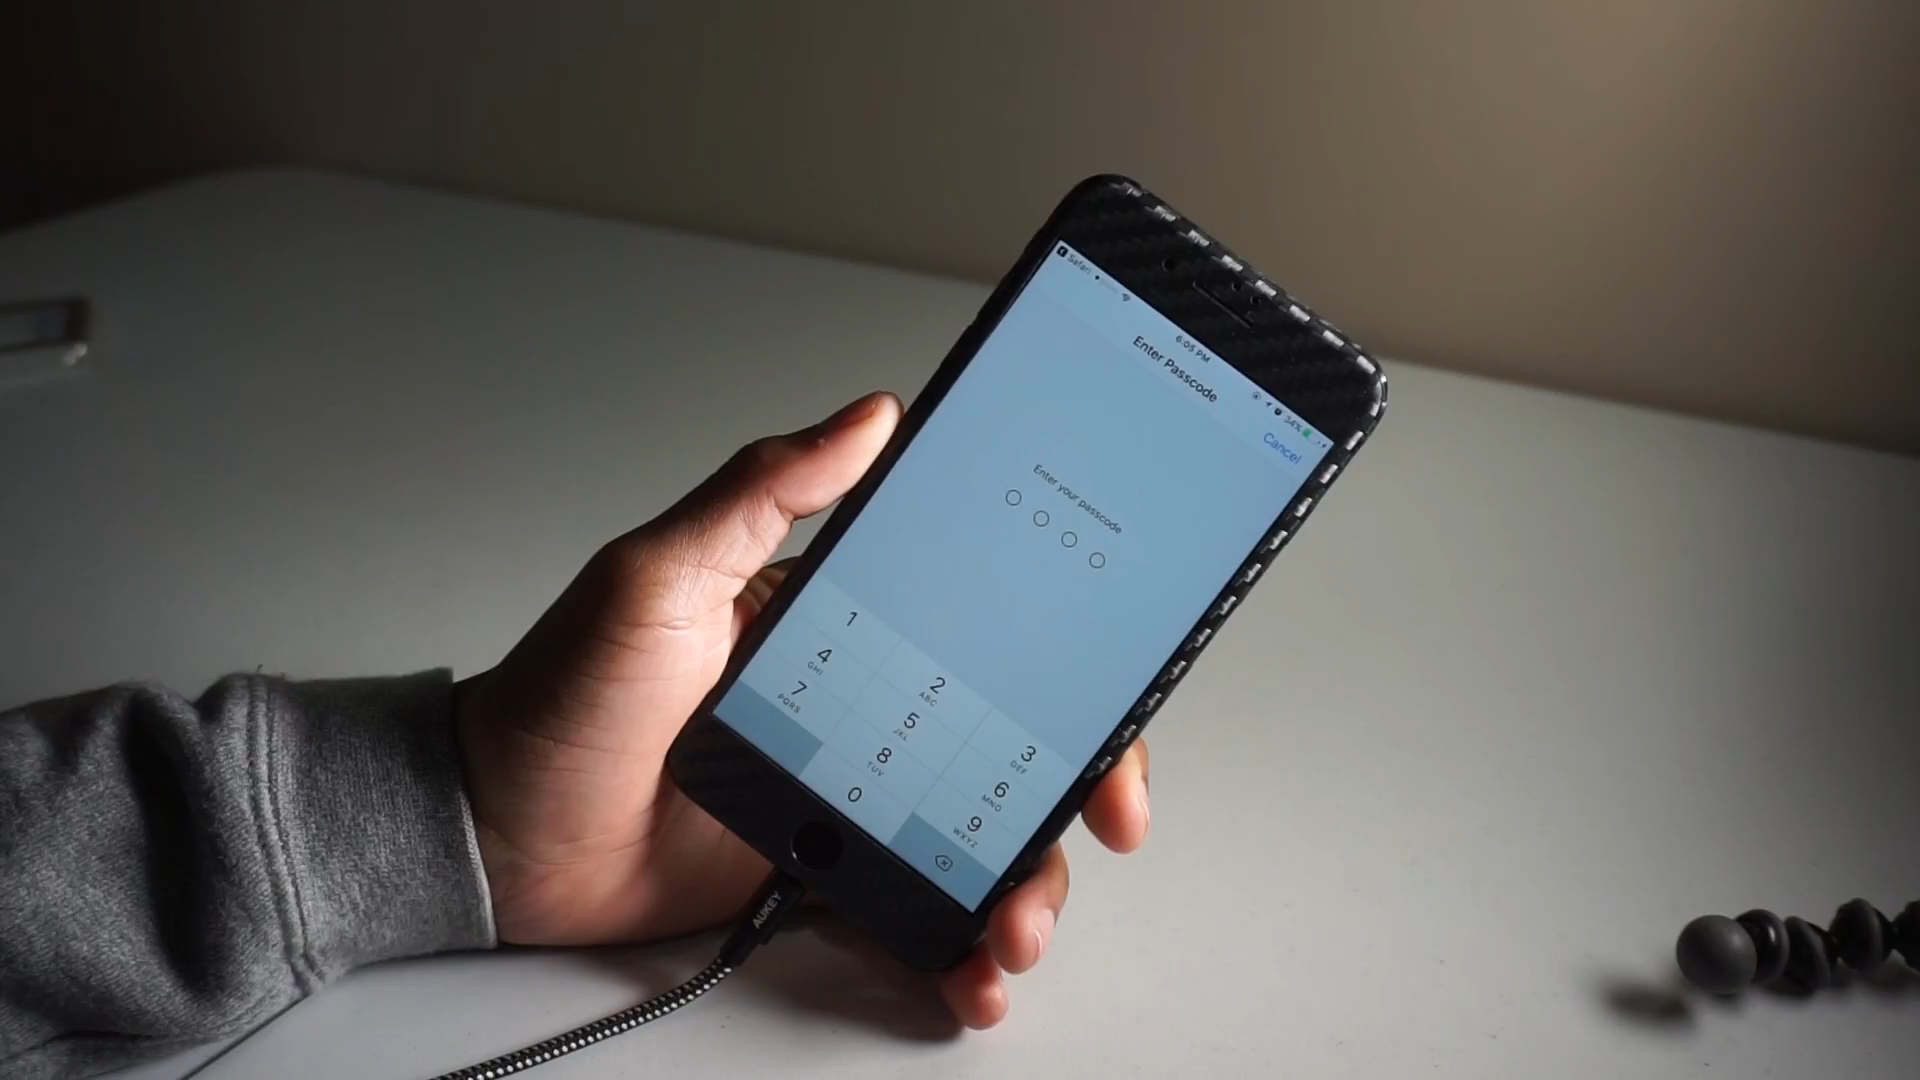 Safari
6:05 PM
34%
Enter Passcode
Cancel
Enter your passcode
1
2
ABC
3
DEF
4
GHI
5
JKL
6
MNO
7
PQRS
8
TUV
9
WXYZ
0
AUKEY